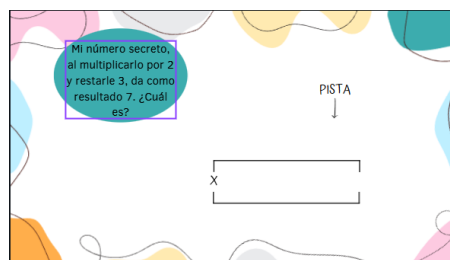 Mi número secreto,
al multiplicarlo por 2
y restarle 3, da como
resultado 7. ¿Cuál
es?
PISTA
X